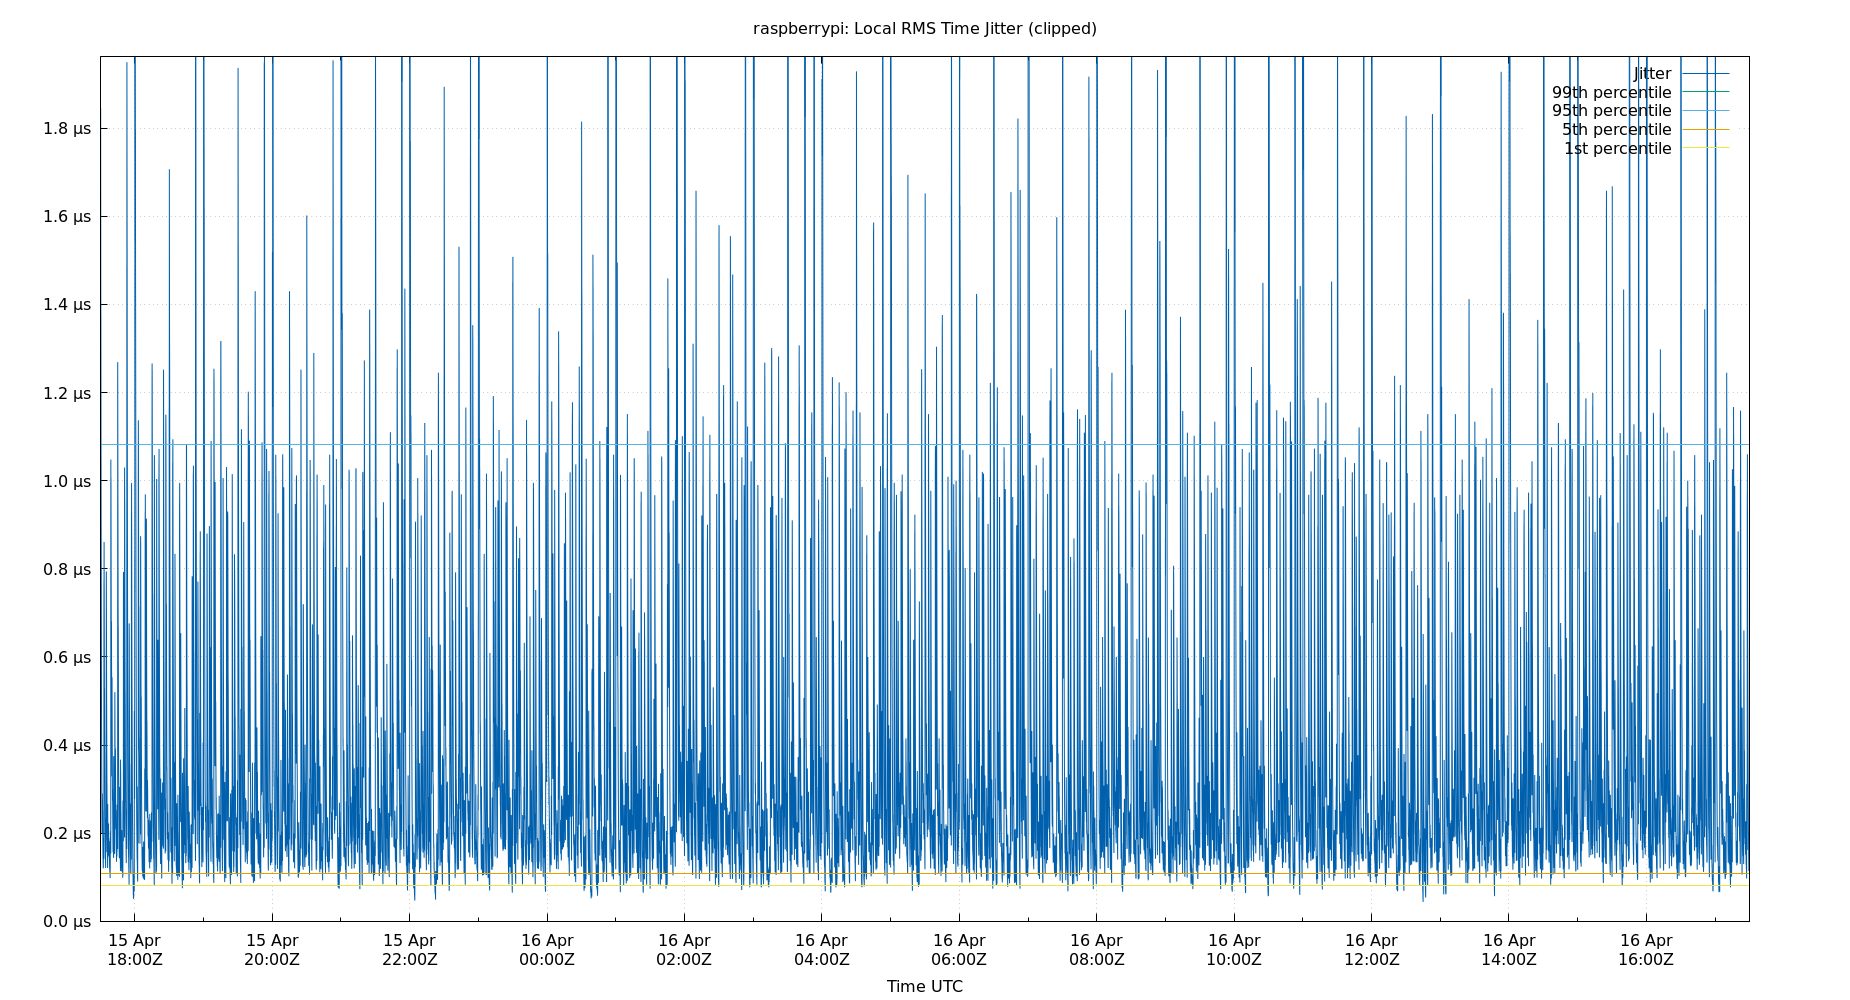 raspberrypi: Local RMS Time Jitter (clipped)
Jitter
99th percentile
95th percentile
5th percentile
1st percentile
1.8 µs
1.6 µs
1.4 µs
1.2 µs
1.0 µs
0.8 µs
0.6 µs
0.4 µs
0.2 µs
0.0 µs
15 Apr 15 Apr 15 Apr 16 Apr 16 Apr 16 Apr 16 Apr 16 Apr 16 Apr 16 Apr 16 Apr 16 Apr
18:00Z 20:00Z 22:00Z 00:00Z 02:00Z 04:00Z 06:00Z 08:00Z 10:00Z 12:00Z 14:00Z 16:00Z
Time UTC